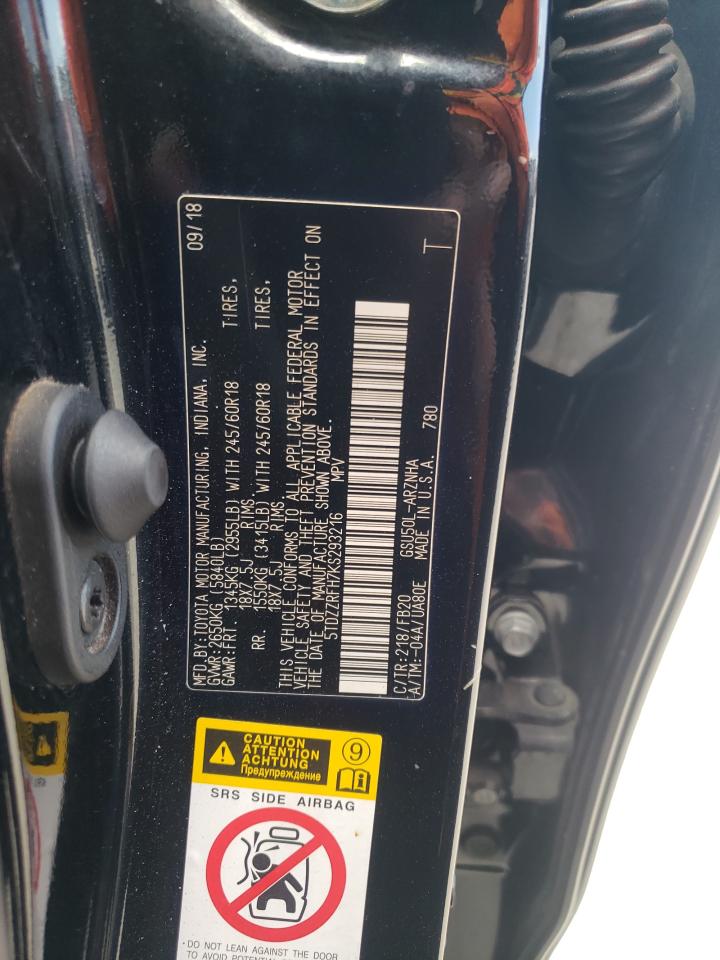 MFD.BY:TOYOTA MOTOR MANUFACTURING, INDIANA, INC. 09/18
GVWR:2650KG (5840LB)
GAWR:FRT. 1345KG (2955LB) WITH 245/60R18 TIRES,
18X7.5J RIMS
RR. 1550KG (3415LB) WITH 245/60R18 TIRES,
18X7.5J RIMS
THIS VEHICLE CONFORMS TO ALL APPLICABLE FEDERAL MOTOR
VEHICLE SAFETY AND THEFT PREVENTION STANDARDS IN EFFECT ON
THE DATE OF MANUFACTURE SHOWN ABOVE.
5TDZZRFH7KS293216 MPV
C/TR:218/FB20 GSU50L-ARZNHA
A/TM:-04A/DA80E MADE IN U.S.A. 780 T
CAUTION
ATTENTION
ACHTUNG
Предупреждение
9
SRS SIDE AIRBAG
· DO NOT LEAN AGAINST THE DOOR